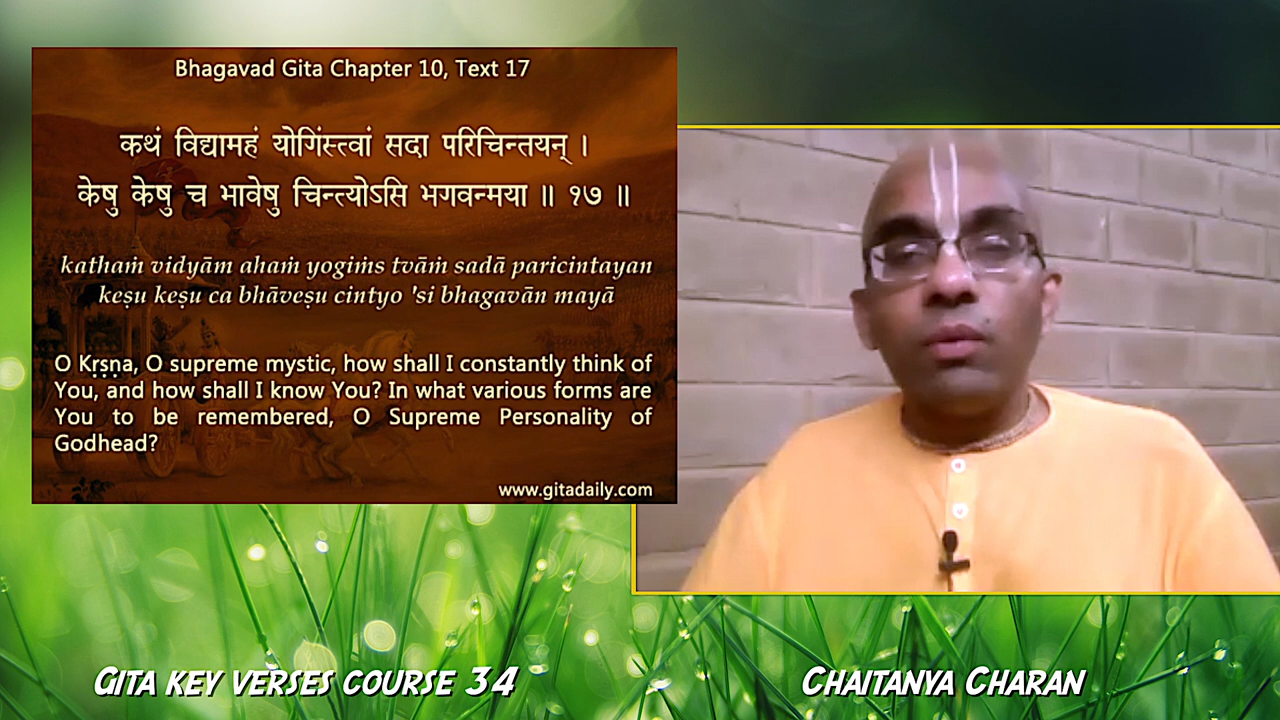 Bhagavad Gita Chapter 10, Text 17
कथं विद्यामहं योगिंस्त्वां सदा परिचिन्तयन् ।
केषु केषु च भावेषु चिन्त्योऽसि भगवन्मया ॥ १७ ॥
kathaṁ vidyām ahaṁ yogiṁs tvāṁ sadā paricintayan
keṣu keṣu ca bhāveṣu cintyo 'si bhagavān mayā
O Kṛṣṇa, O supreme mystic, how shall I constantly think of
You, and how shall I know You? In what various forms are
You to be remembered, O Supreme Personality of
Godhead?
www.gitadaily.com
GITA KEY VERSES COURSE 34
CHAITANYA CHARAN